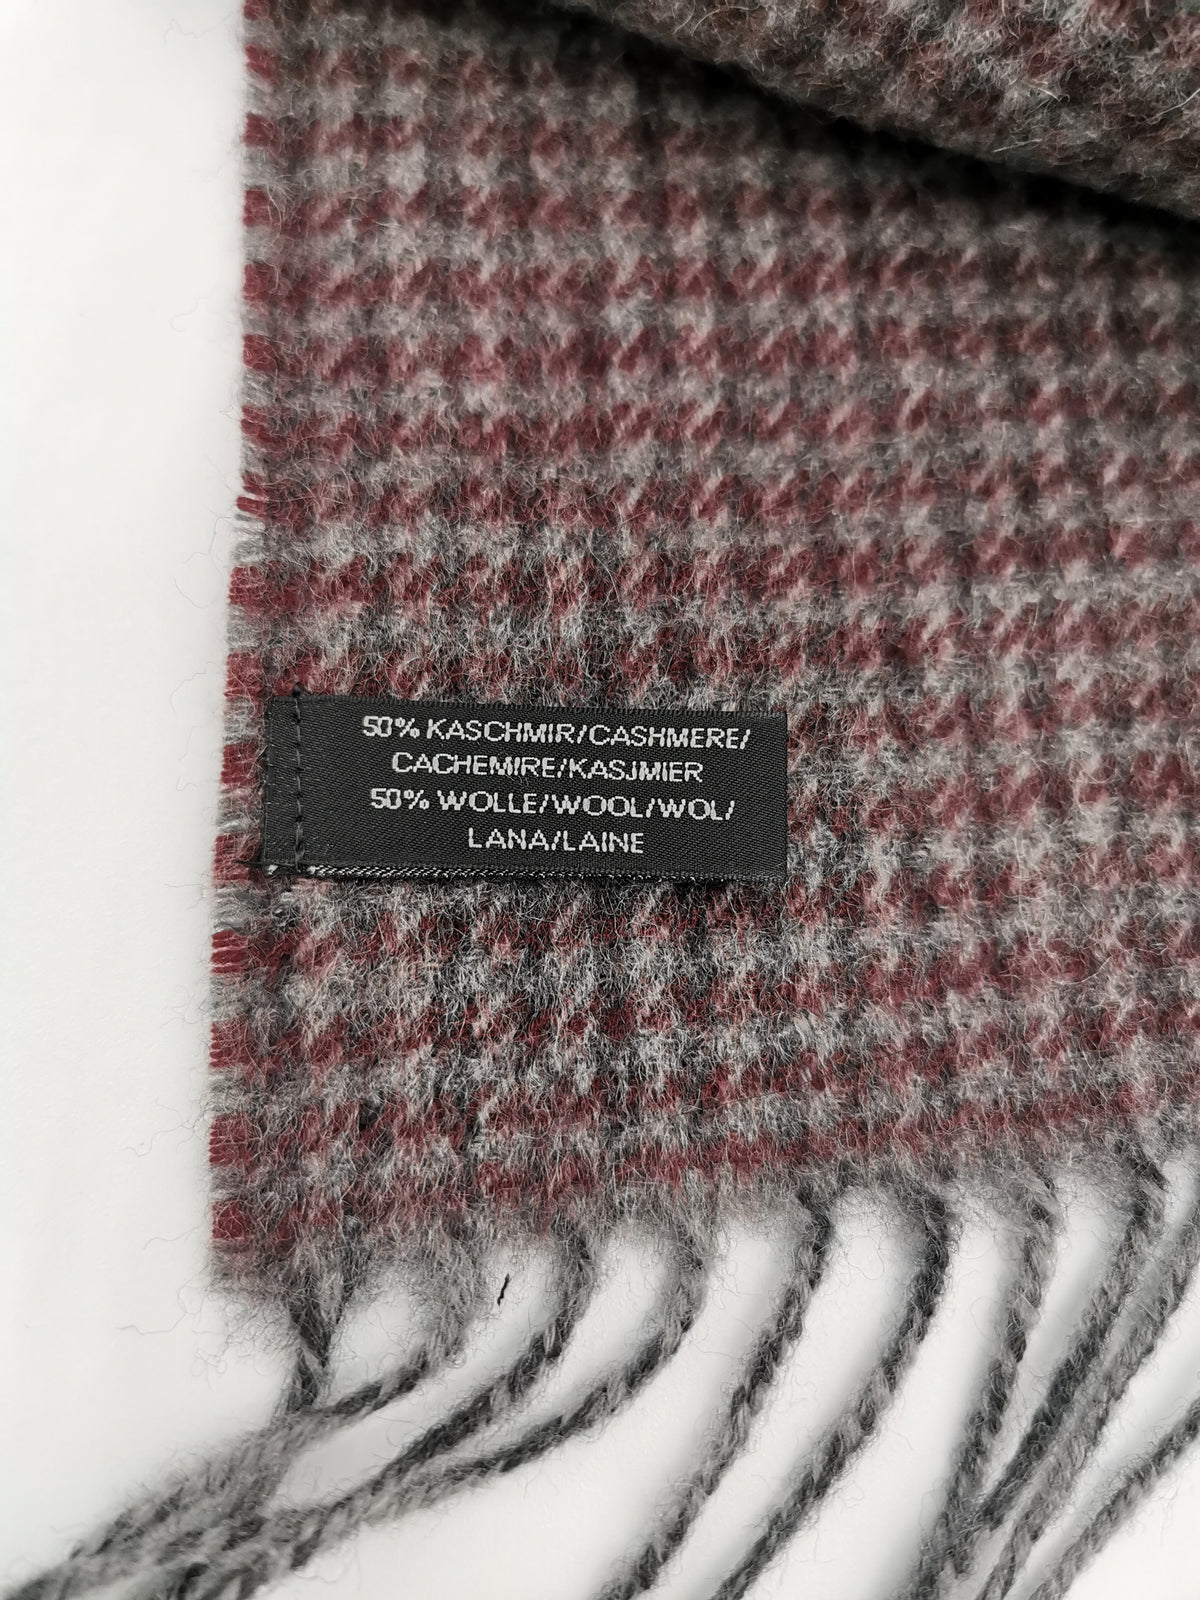 50% KASCHMIR/CASHMERE/
CACHEMIRE/KASJMIER
50% WOLLE/WOOL/WOL/
LANA/LAINE